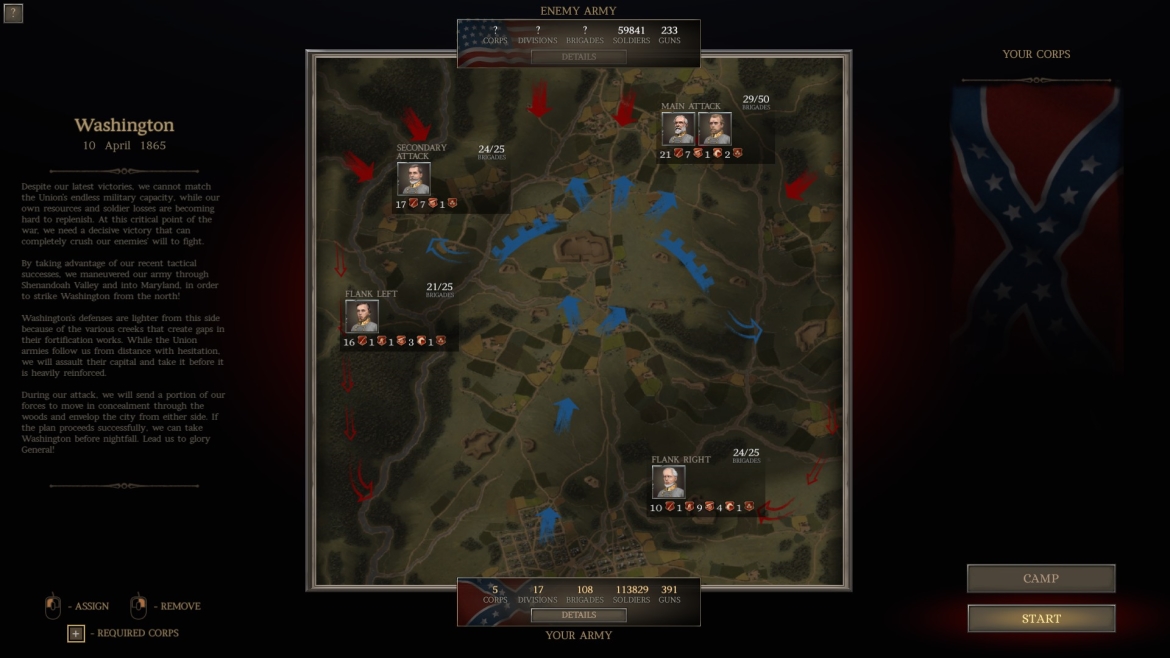 ?
ENEMY ARMY
? ? ? 59841 233
CORPS DIVISIONS BRIGADES SOLDIERS GUNS
DETAILS
YOUR CORPS
Washington
10 April 1865
Despite our latest victories, we cannot match
the Union's endless military capacity, while our
own resources and soldier losses are becoming
hard to replenish. At this critical point of the
war, we need a decisive victory that can
completely crush our enemies' will to fight.
By taking advantage of our recent tactical
successes, we maneuvered our army through
Shenandoah Valley and into Maryland, in order
to strike Washington from the north!
Washington's defenses are lighter from this side
because of the various creeks that create gaps in
their fortification works. While the Union
armies follow us from distance with hesitation,
we will assault their capital and take it before it
is heavily reinforced.
During our attack, we will send a portion of our
forces to move in concealment through the
woods and envelop the city from either side. If
the plan proceeds successfully, we can take
Washington before nightfall. Lead us to glory
General!
MAIN ATTACK 29/50
BRIGADES
21 7 1 2
SECONDARY
ATTACK
24/25
BRIGADES
17 7 1
FLANK LEFT 21/25
BRIGADES
16 1 1 3 1
FLANK RIGHT 24/25
BRIGADES
10 1 9 4 1
- ASSIGN - REMOVE
+ - REQUIRED CORPS
5 17 108 113829 391
CORPS DIVISIONS BRIGADES SOLDIERS GUNS
DETAILS
YOUR ARMY
CAMP
START